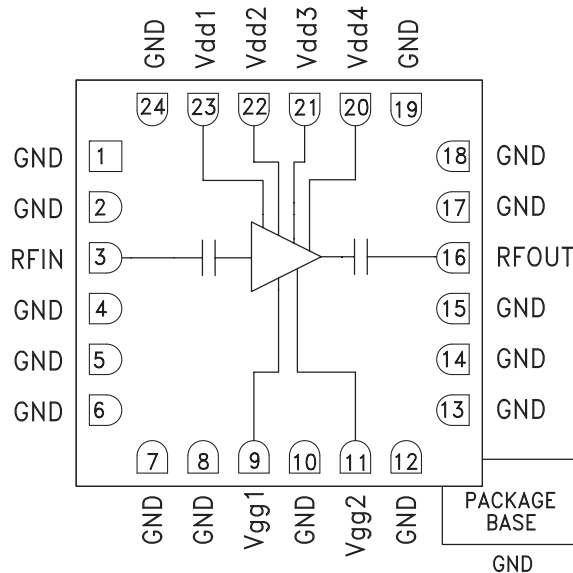 GND Vdd1 Vdd2 Vdd3 Vdd4 GND
24 23 22 21 20 19
GND 1 18 GND
GND 2 17 GND
RFIN 3 16 RFOUT
GND 4 15 GND
GND 5 14 GND
GND 6 13 GND
7 8 9 10 11 12
GND GND Vgg1 GND Vgg2 GND
PACKAGE
BASE
GND